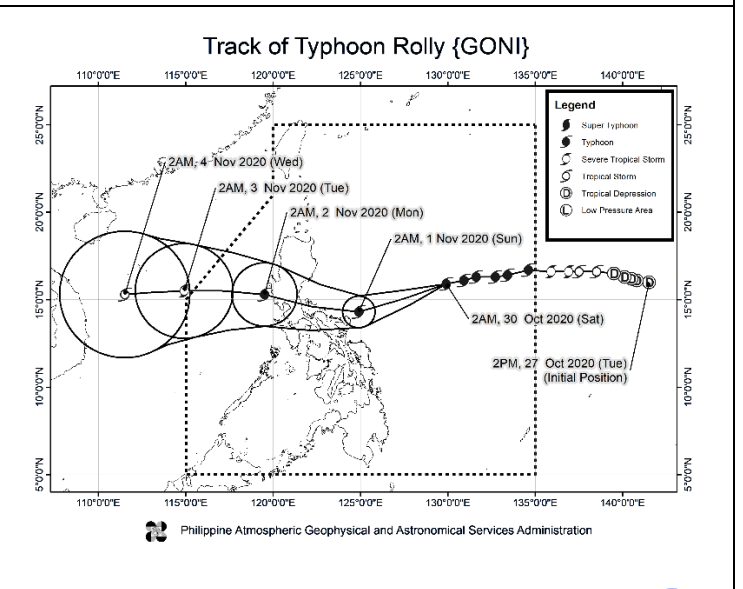 Track of Typhoon Rolly {GONI}
110°0'0"E 115°0'0"E 120°0'0"E 125°0'0"E 130°0'0"E 135°0'0"E 140°0'0"E
25°0'0"N
25°0'0"N
Legend
Super Typhoon
Typhoon
Severe Tropical Storm
Tropical Storm
D Tropical Depression
L Low Pressure Area
2AM, 4 Nov 2020 (Wed)
2AM, 3 Nov 2020 (Tue)
20°0'0"N
20°0'0"N
2AM, 2 Nov 2020 (Mon)
2AM, 1 Nov 2020 (Sun)
15°0'0"N
15°0'0"N
2AM, 30 Oct 2020 (Sat)
2PM, 27 Oct 2020 (Tue)
(Initial Position)
10°0'0"N
10°0'0"N
5°0'0"N
5°0'0"N
110°0'0"E 115°0'0"E 120°0'0"E 125°0'0"E 130°0'0"E 135°0'0"E 140°0'0"E
Philippine Atmospheric Geophysical and Astronomical Services Administration